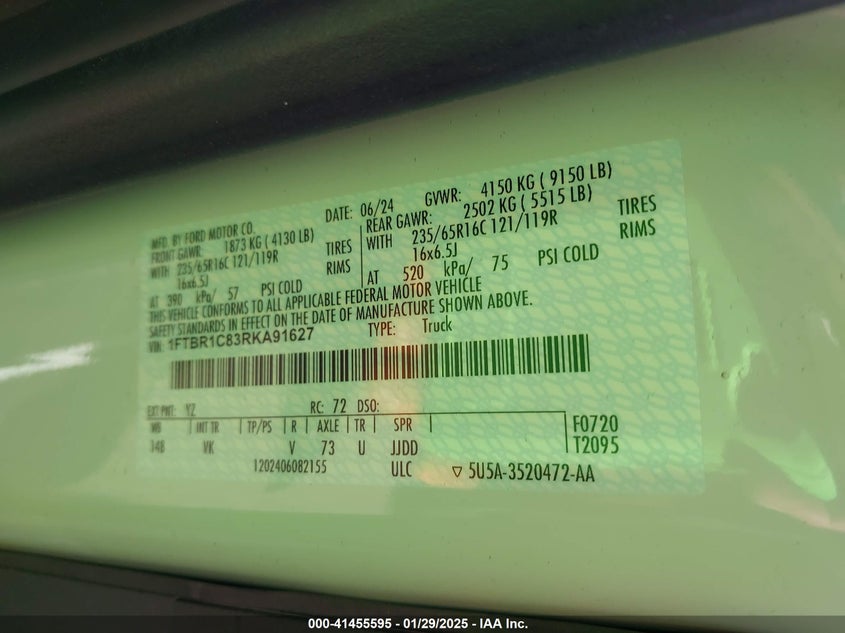 MFD. BY FORD MOTOR CO.
DATE: 06/24 GVWR: 4150 KG ( 9150 LB)
FRONT GAWR: 1873 KG ( 4130 LB)
REAR GAWR: 2502 KG ( 5515 LB)
WITH 235/65R16C 121/119R TIRES
WITH 235/65R16C 121/119R TIRES
16x6.5J RIMS
16x6.5J RIMS
AT 390 kPa/ 57 PSI COLD
AT 520 kPa/ 75 PSI COLD
THIS VEHICLE CONFORMS TO ALL APPLICABLE FEDERAL MOTOR VEHICLE
SAFETY STANDARDS IN EFFECT ON THE DATE OF MANUFACTURE SHOWN ABOVE.
VIN: 1FTBR1C83RKA91627 TYPE: Truck
EXT PNT: YZ RC: 72 DSO:
WB INT TR TP/PS R AXLE TR SPR F0720
148 VK V 73 U JJDD T2095
1202406082155 ULC 5U5A-3520472-AA
000-41455595 - 01/29/2025 - IAA Inc.